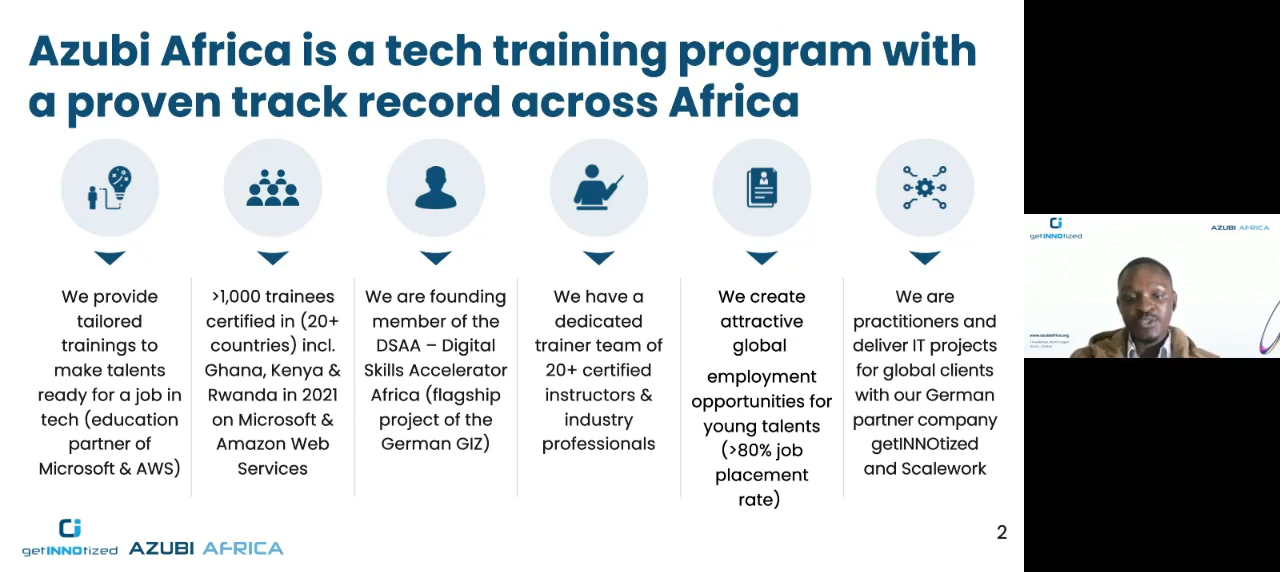 Azubi Africa is a tech training program with
a proven track record across Africa
We provide
tailored
trainings to
make talents
ready for a job in
tech (education
partner of
Microsoft & AWS)
>1,000 trainees
certified in (20+
countries) incl.
Ghana, Kenya &
Rwanda in 2021
on Microsoft &
Amazon Web
Services
We are founding
member of the
DSAA – Digital
Skills Accelerator
Africa (flagship
project of the
German GIZ)
We have a
dedicated
trainer team of
20+ certified
instructors &
industry
professionals
We create
attractive
global
employment
opportunities for
young talents
(>80% job
placement
rate)
We are
practitioners and
deliver IT projects
for global clients
with our German
partner company
getINNOtized
and Scalework
getINNOtized AZUBI AFRICA
2
getINNOtized
AZUBI AFRICA
www.azubiafrica.org